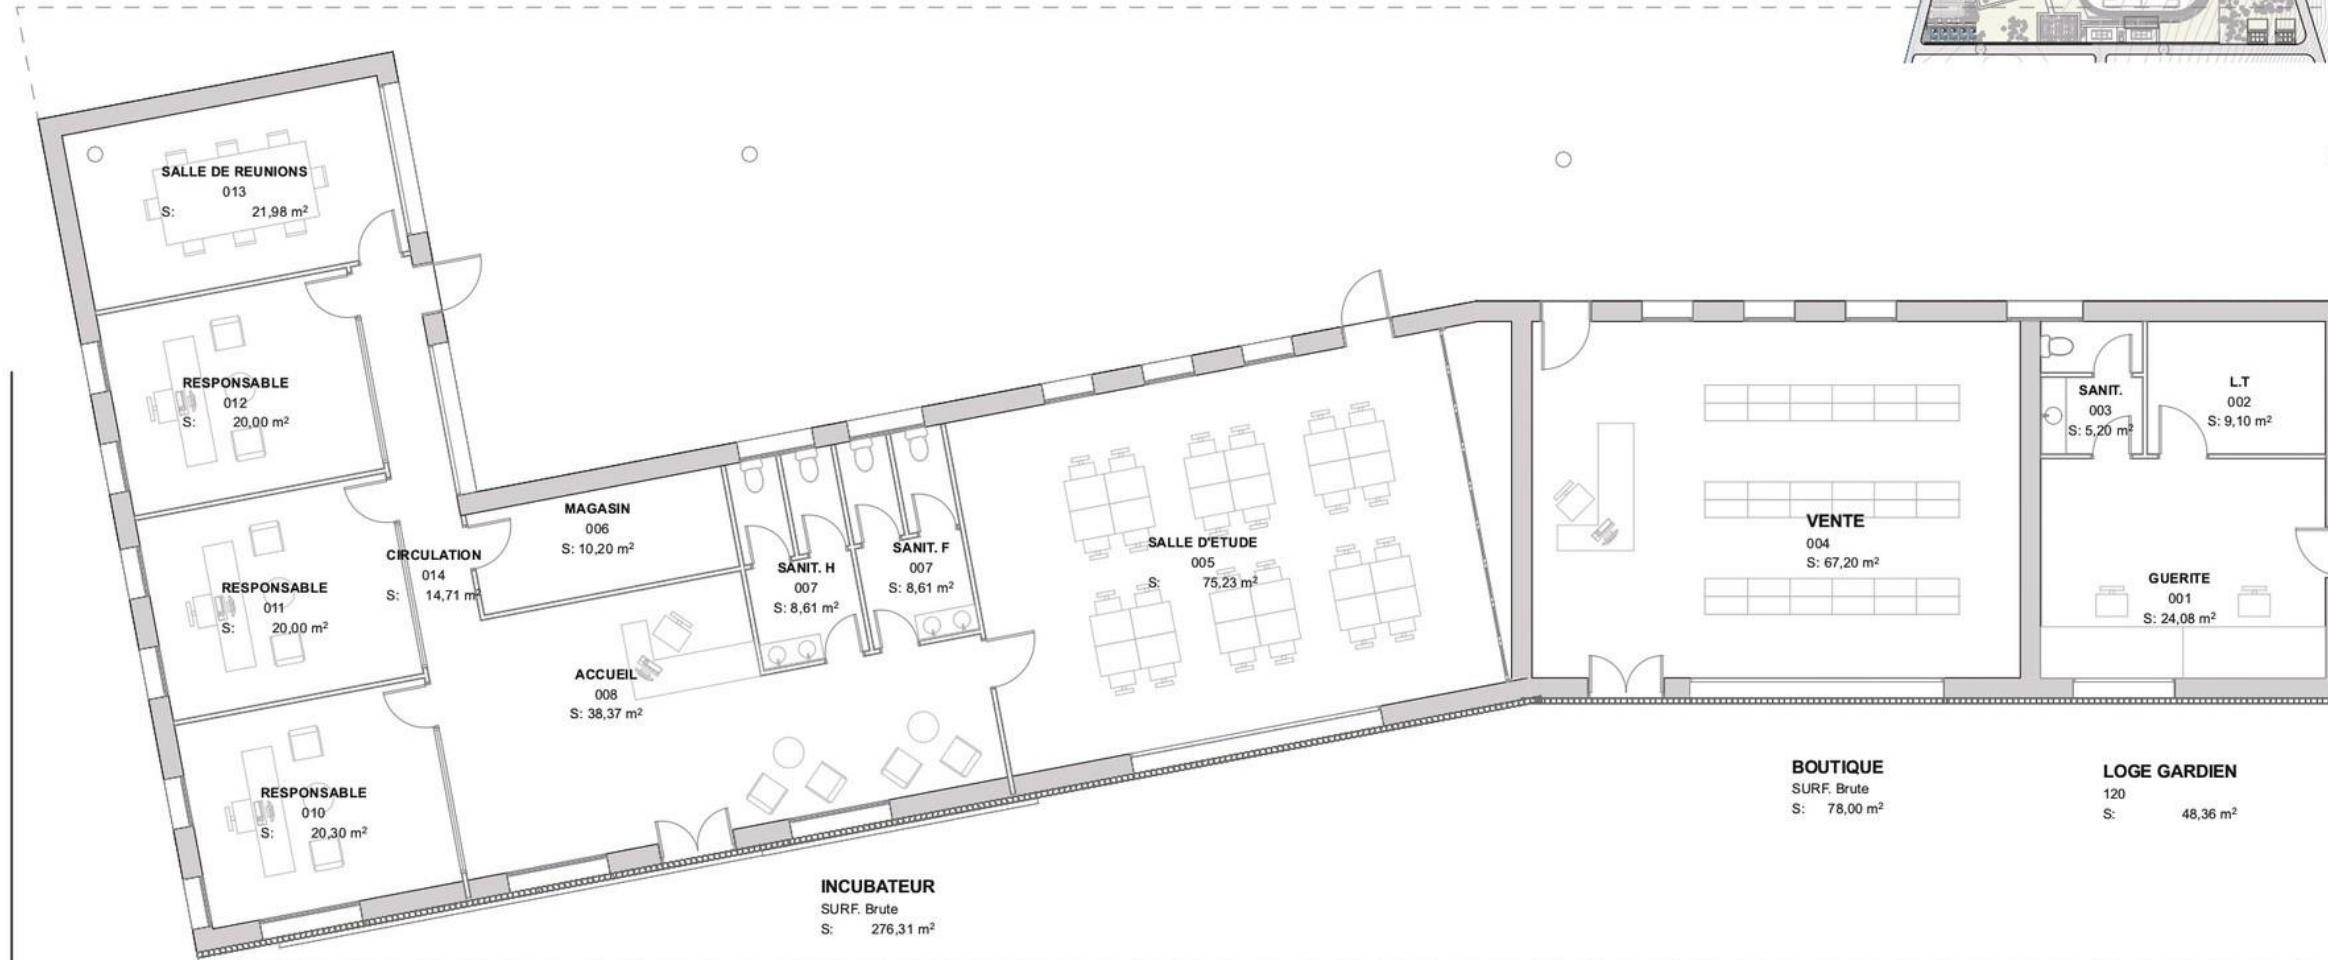 SALLE DE REUNIONS
013
S: 21,98 m²
RESPONSABLE
012
S: 20,00 m²
RESPONSABLE
011
S: 20,00 m²
RESPONSABLE
010
S: 20,30 m²
CIRCULATION
014
S: 14,71 m²
MAGASIN
006
S: 10,20 m²
ACCUEIL
008
S: 38,37 m²
SANIT. H
007
S: 8,61 m²
SANIT. F
007
S: 8,61 m²
SALLE D'ETUDE
005
S: 75,23 m²
VENTE
004
S: 67,20 m²
SANIT.
003
S: 5,20 m²
L.T
002
S: 9,10 m²
GUERITE
001
S: 24,08 m²
INCUBATEUR
SURF. Brute
S: 276,31 m²
BOUTIQUE
SURF. Brute
S: 78,00 m²
LOGE GARDIEN
120
S: 48,36 m²